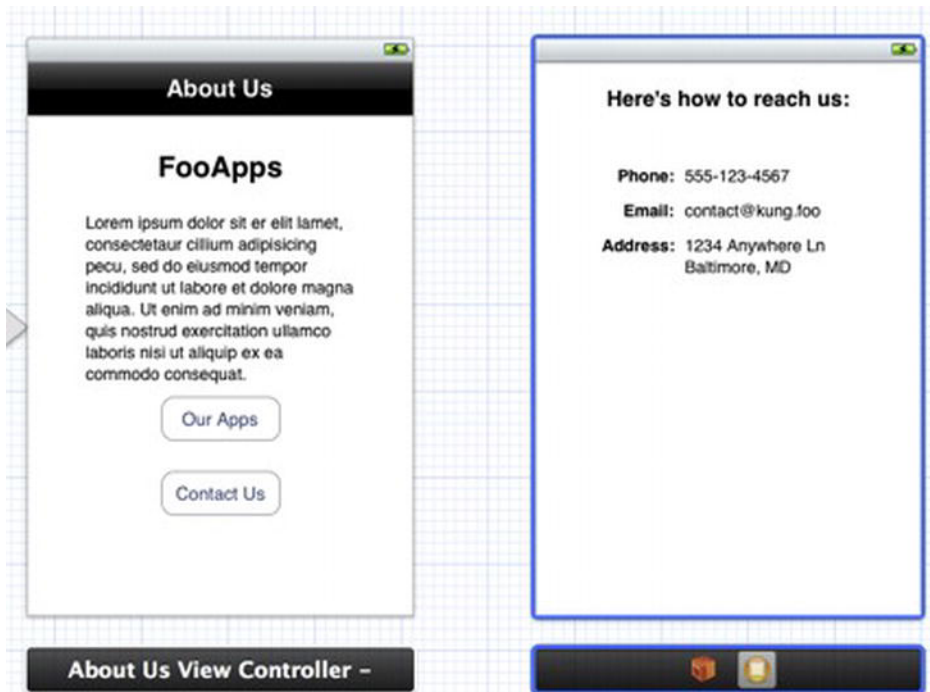 About Us
FooApps
Lorem ipsum dolor sit er elit lamet,
consectetaur cillium adipisicing
pecu, sed do eiusmod tempor
incididunt ut labore et dolore magna
aliqua. Ut enim ad minim veniam,
quis nostrud exercitation ullamco
laboris nisi ut aliquip ex ea
commodo consequat.
Our Apps
Contact Us
About Us View Controller –
Here's how to reach us:
Phone: 555-123-4567
Email: contact@kung.foo
Address: 1234 Anywhere Ln
Baltimore, MD